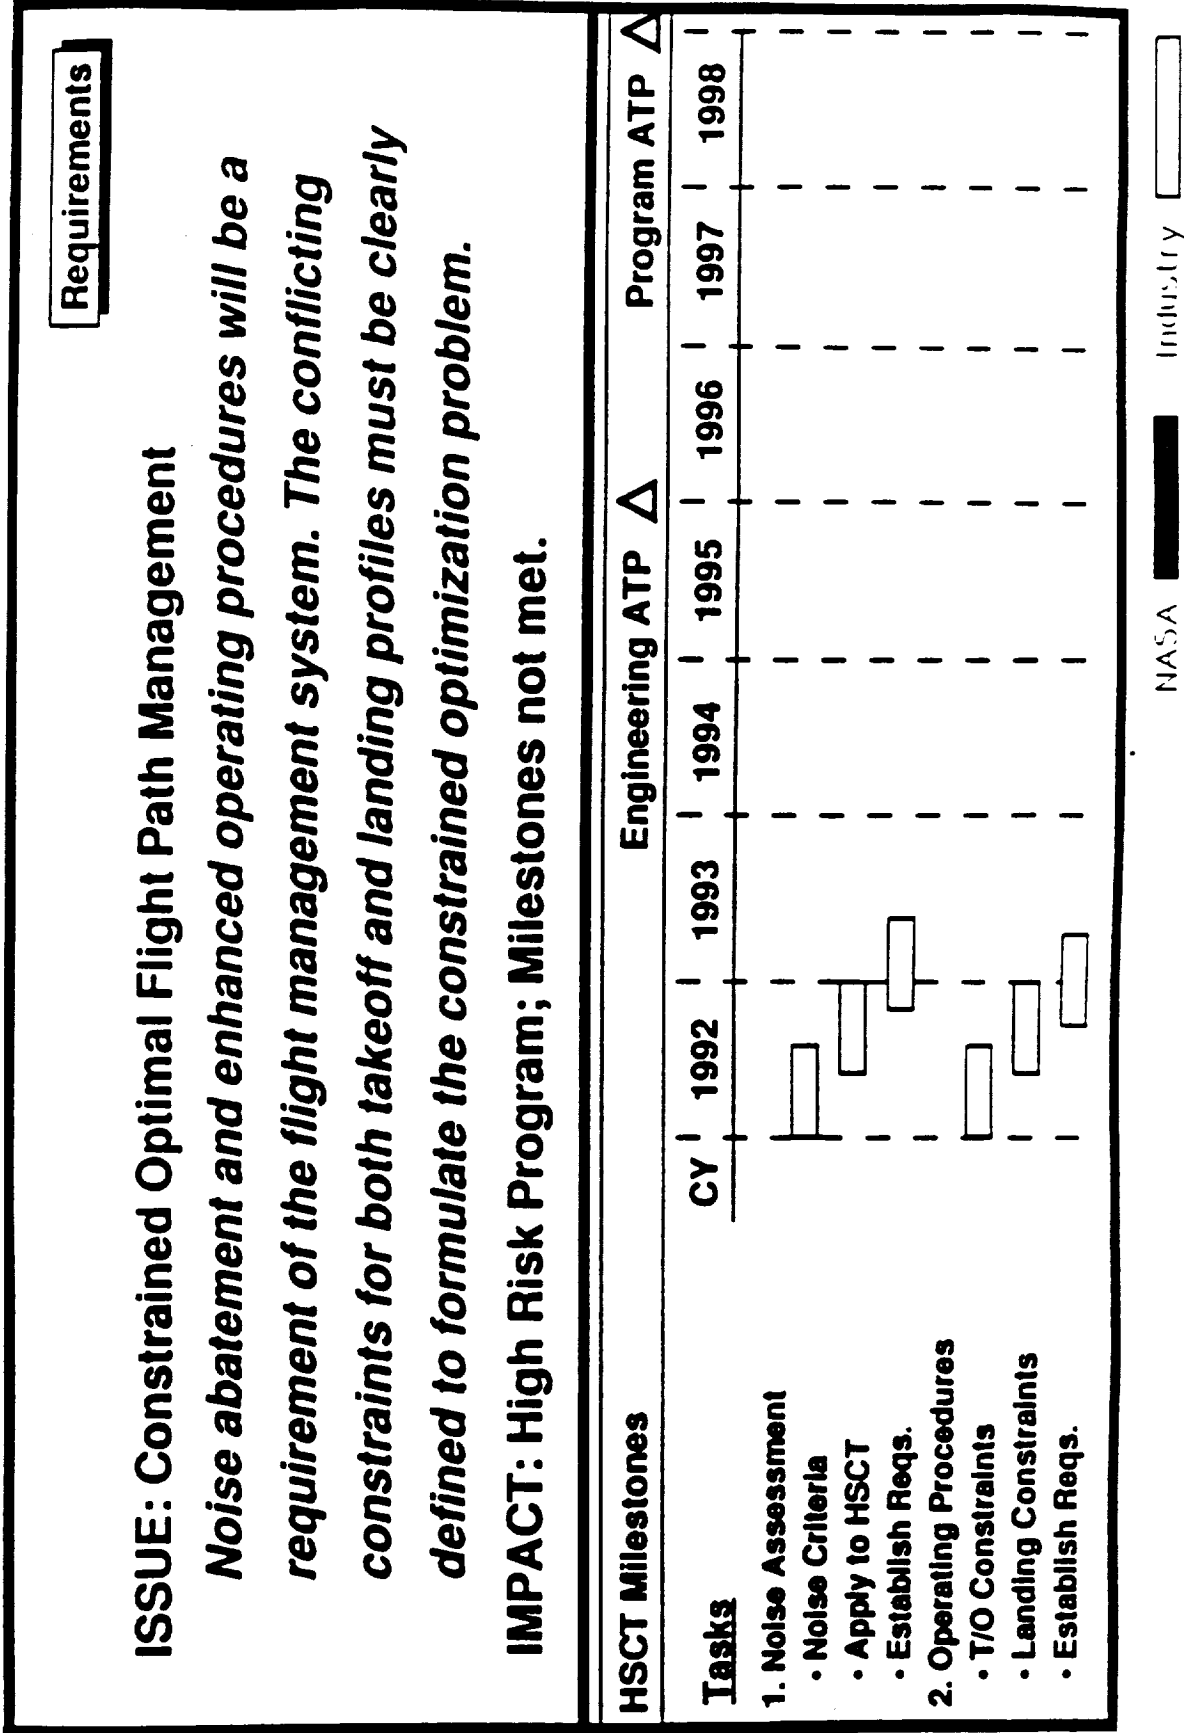 Requirements
ISSUE: Constrained Optimal Flight Path Management
Noise abatement and enhanced operating procedures will be a
requirement of the flight management system. The conflicting
constraints for both takeoff and landing profiles must be clearly
defined to formulate the constrained optimization problem.
IMPACT: High Risk Program; Milestones not met.
HSCT Milestones Engineering ATP △ Program ATP △
Tasks CY 1992 1993 1994 1995 1996 1997 1998
1. Noise Assessment
• Noise Criteria
• Apply to HSCT
• Establish Reqs.
2. Operating Procedures
• T/O Constraints
• Landing Constraints
• Establish Reqs.
NASA Industry